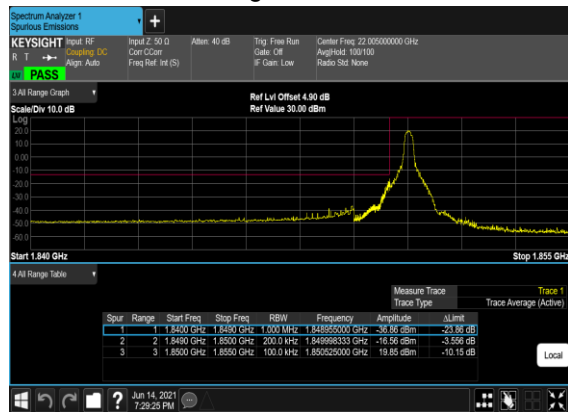 Spectrum Analyzer 1
Spurious Emissions
+
KEYSIGHT
R T
LXI PASS
Input: RF
Coupling: DC
Align: Auto
Input Z: 50 Ω
Corr CCorr
Freq Ref: Int (S)
Atten: 40 dB
Trig: Free Run
Gate: Off
IF Gain: Low
Center Freq: 22.005000000 GHz
Avg|Hold: 100/100
Radio Std: None
3 All Range Graph
Scale/Div 10.0 dB
Ref Lvl Offset 4.90 dB
Ref Value 30.00 dBm
Log
20.0
10.0
0.00
-10.0
-20.0
-30.0
-40.0
-50.0
-60.0
Start 1.840 GHz
Stop 1.855 GHz
4 All Range Table
Measure Trace Trace 1
Trace Type Trace Average (Active)
Spur Range Start Freq Stop Freq RBW Frequency Amplitude ΔLimit
1 1 1.8400 GHz 1.8490 GHz 1.000 MHz 1.848955000 GHz -36.86 dBm -23.86 dB
2 2 1.8490 GHz 1.8500 GHz 200.0 kHz 1.849998333 GHz -16.56 dBm -3.556 dB
3 3 1.8500 GHz 1.8550 GHz 100.0 kHz 1.850525000 GHz 19.85 dBm -10.15 dB
Local
?
Jun 14, 2021
7:29:25 PM